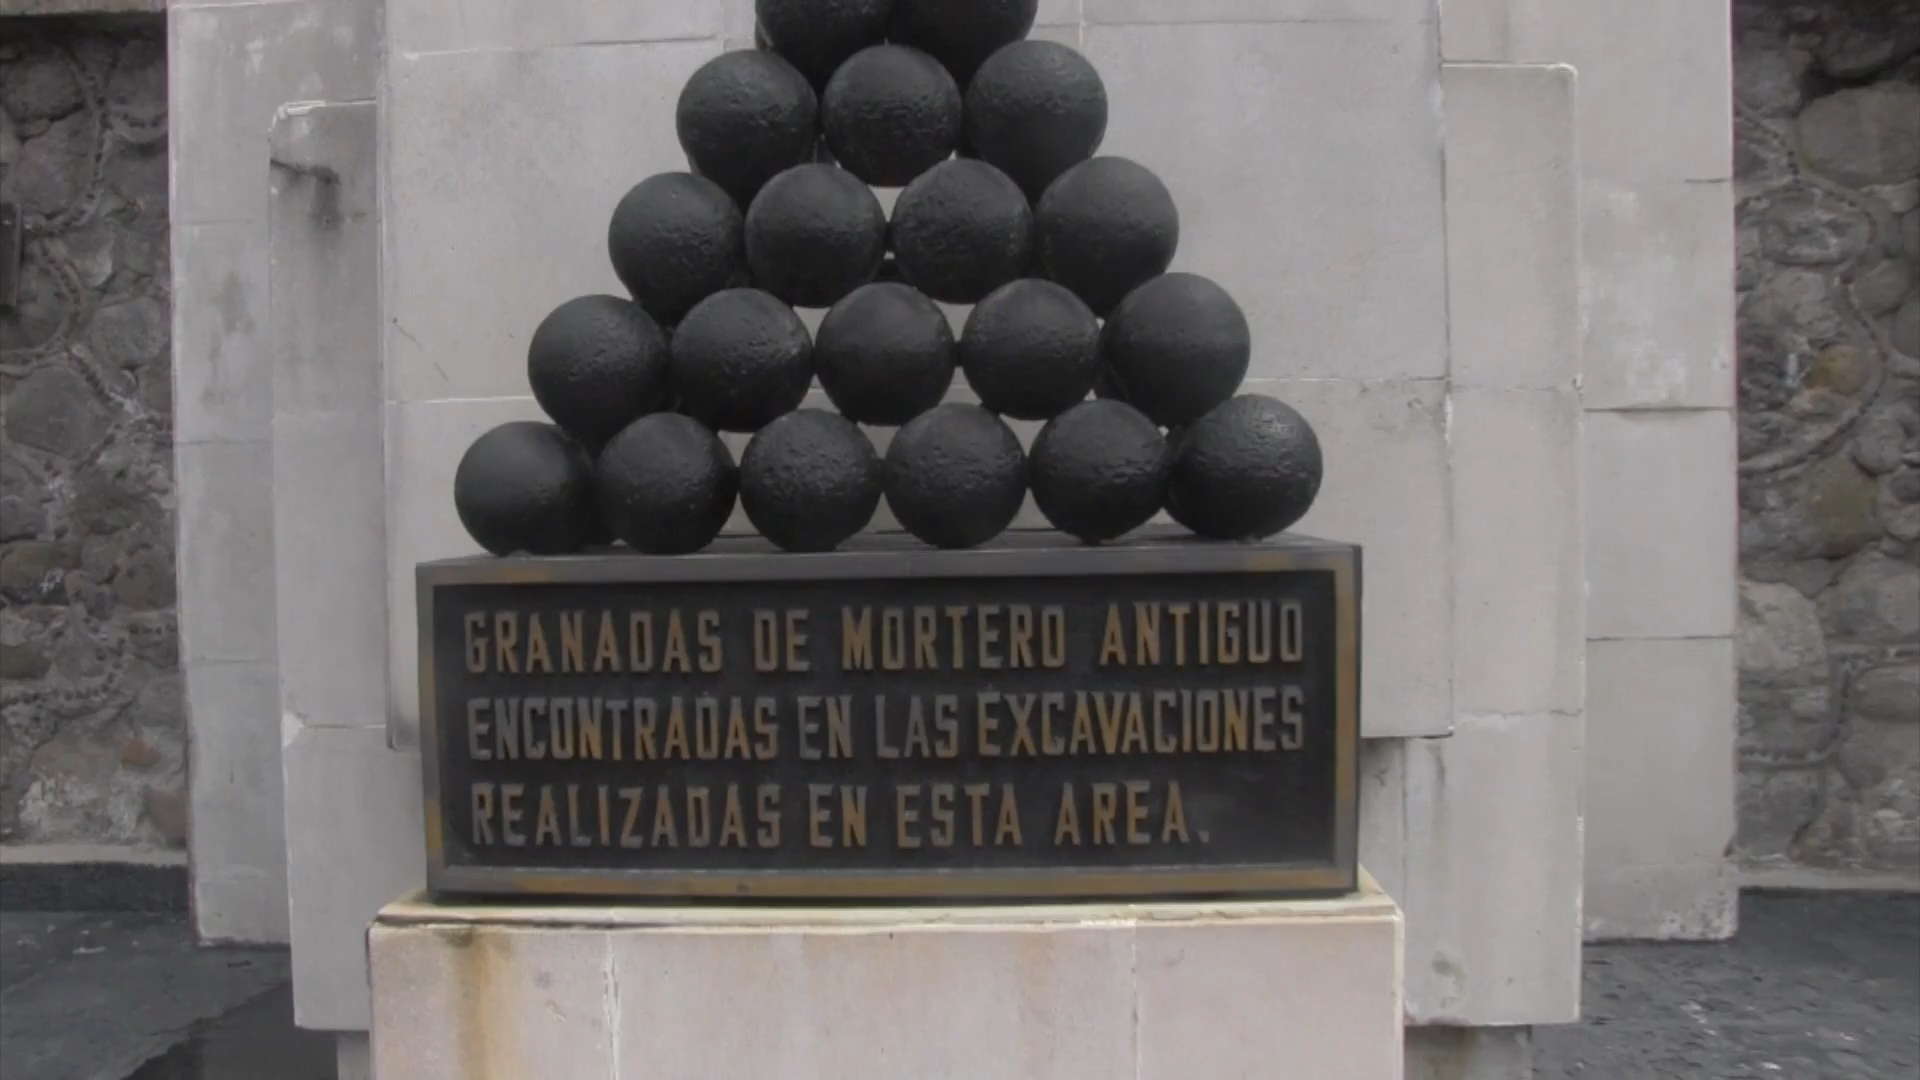 GRANADAS DE MORTERO ANTIGUO
ENCONTRADAS EN LAS EXCAVACIONES
REALIZADAS EN ESTA AREA.